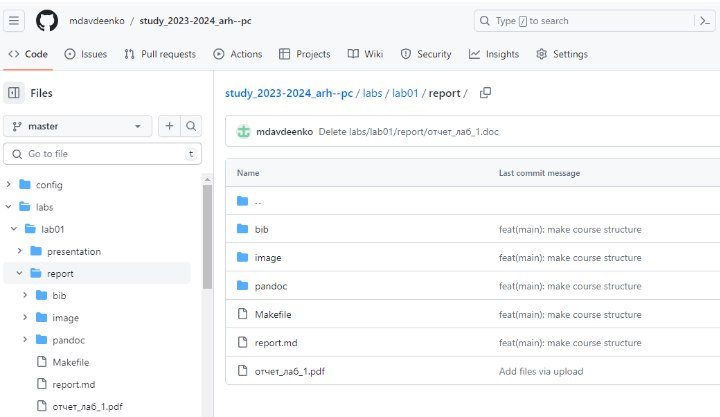 mdavdeenko / study_2023-2024_arh--pc
Type / to search
Code Issues Pull requests Actions Projects Wiki Security Insights Settings
Files
master
Go to file t
config
labs
lab01
presentation
report
bib
image
pandoc
Makefile
report.md
отчет_лаб_1.pdf
study_2023-2024_arh--pc / labs / lab01 / report /
mdavdeenko Delete labs/lab01/report/отчет_лаб_1.doc
Name Last commit message
..
bib feat(main): make course structure
image feat(main): make course structure
pandoc feat(main): make course structure
Makefile feat(main): make course structure
report.md feat(main): make course structure
отчет_лаб_1.pdf Add files via upload